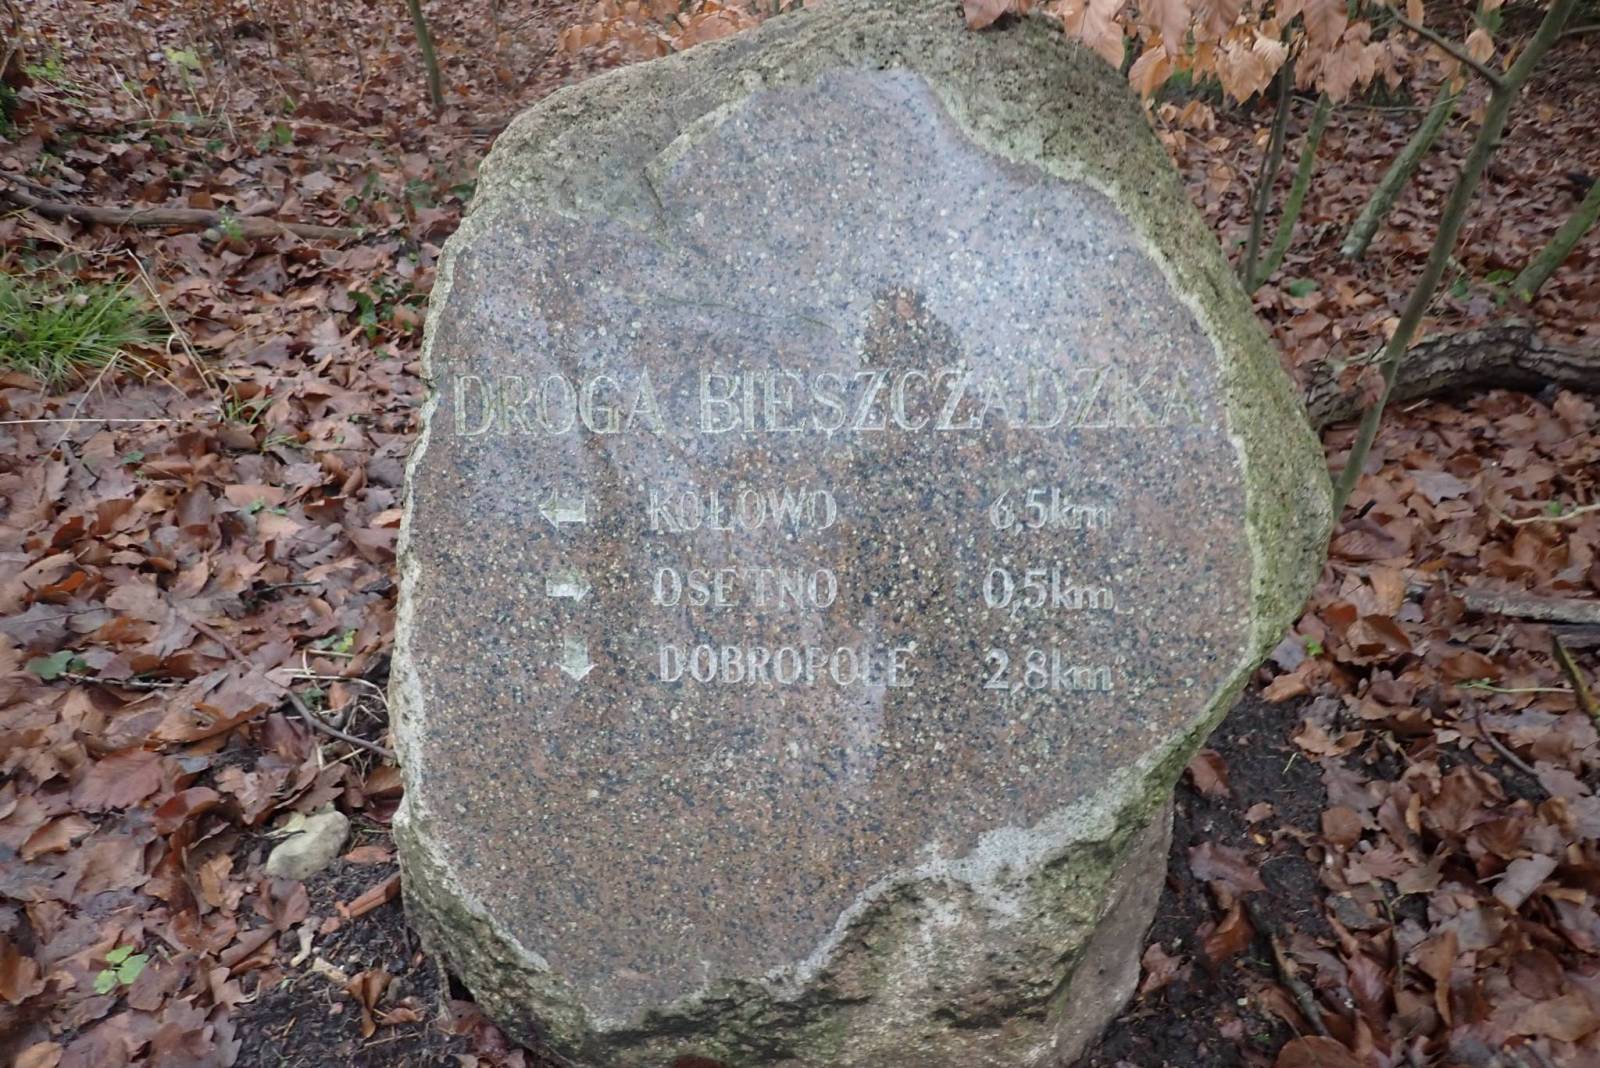 DROGA BIESZCZADZKA
KOŁOWO 6,5km
OSETNO 0,5km
DOBROPOLE 2,8km